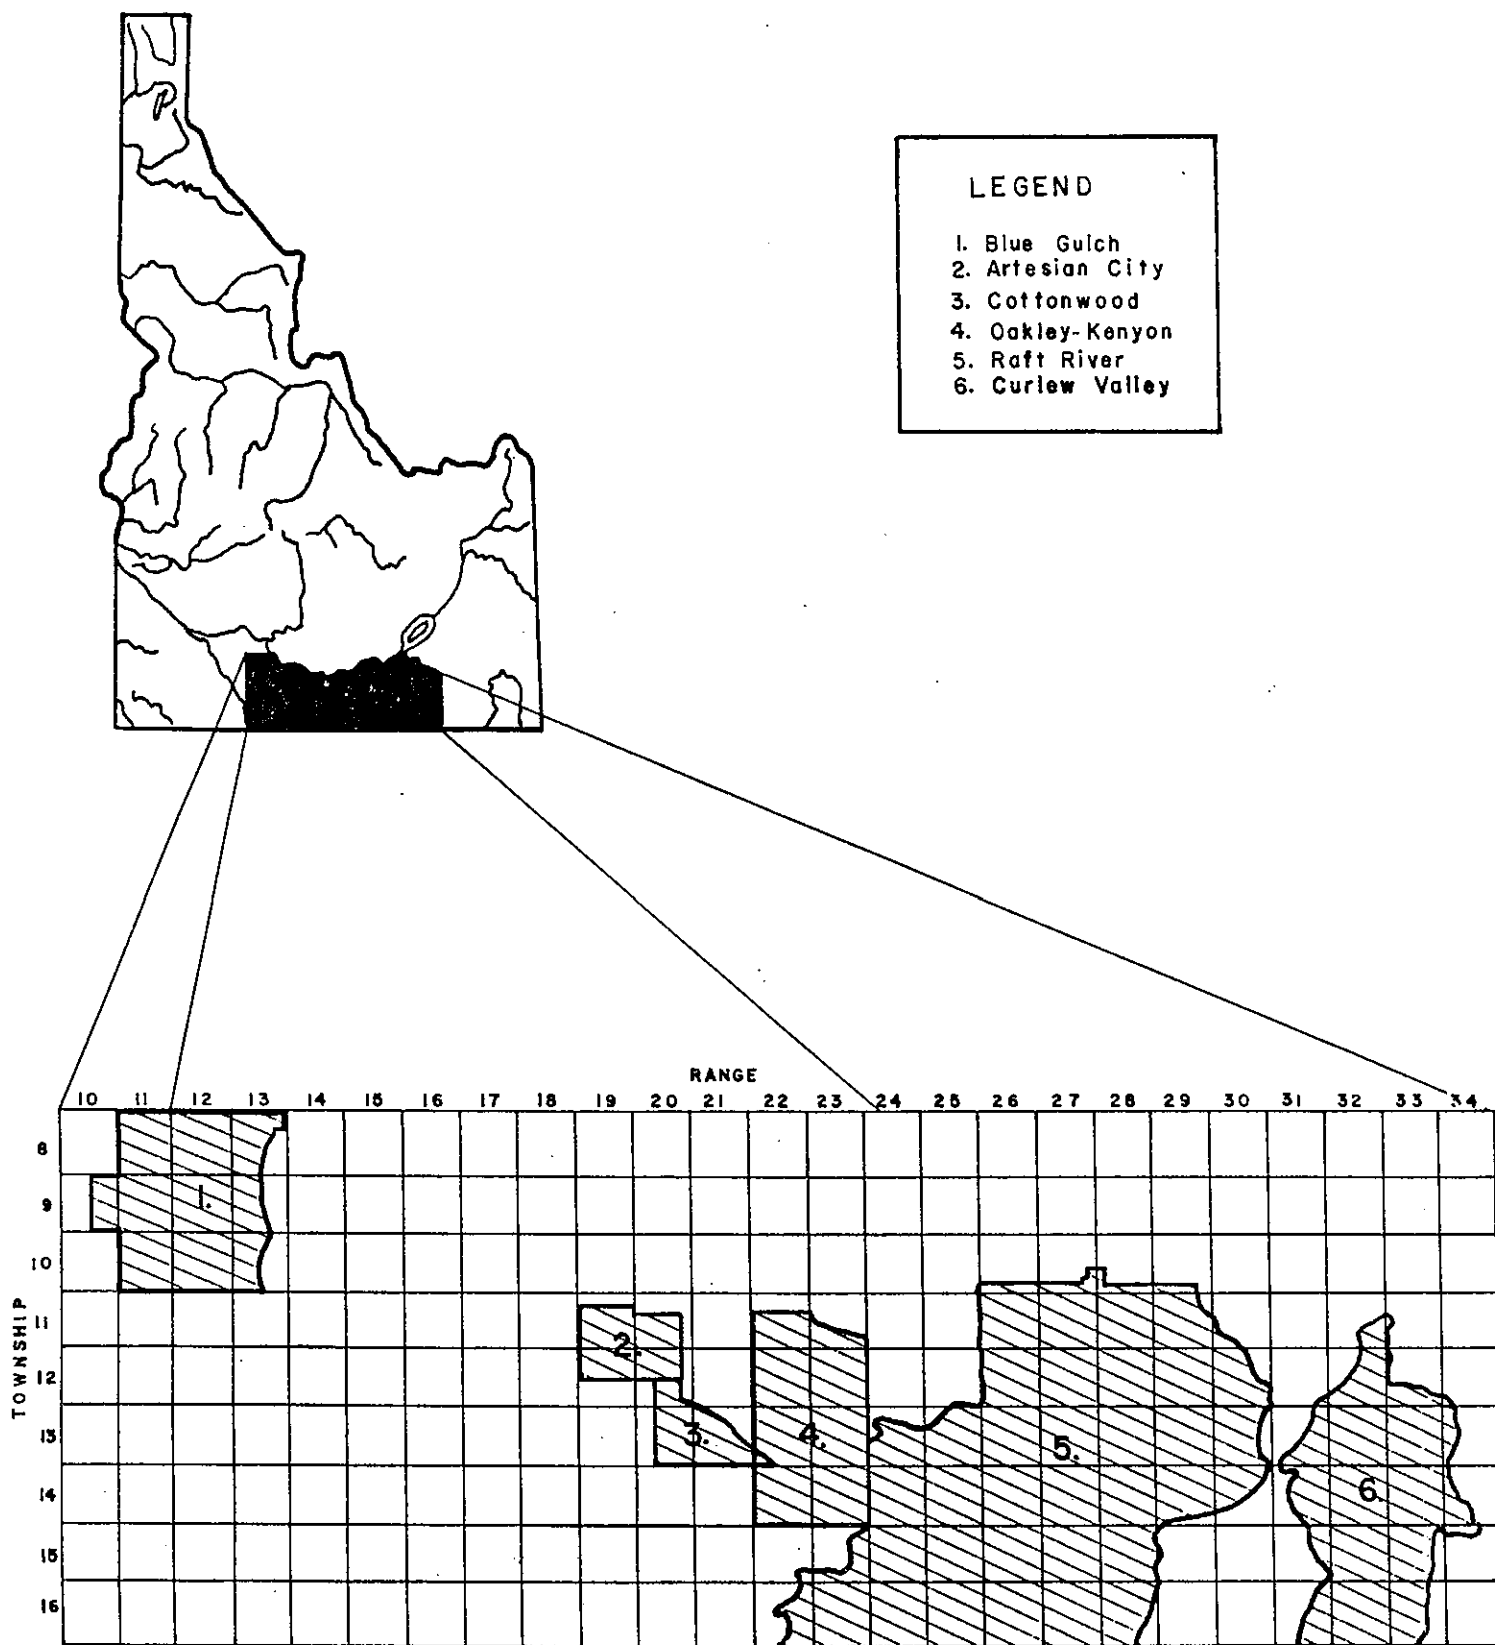 LEGEND
1. Blue Gulch
2. Artesian City
3. Cottonwood
4. Oakley-Kenyon
5. Raft River
6. Curlew Valley
RANGE
10 11 12 13 14 15 16 17 18 19 20 21 22 23 24 25 26 27 28 29 30 31 32 33 34
TOWNSHIP
8
9
10
11
12
13
14
15
16
1.
2.
3.
4.
5.
6.